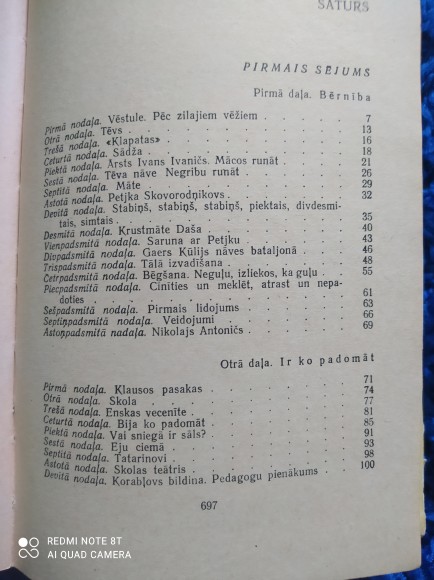 SATURS
PIRMAIS SĒJUMS
Pirmā daļa. Bērnība
Pirmā nodaļa. Vēstule. Pēc zilajiem vēžiem . . . . . 7
Otrā nodaļa. Tēvs . . . . . 13
Trešā nodaļa. «Klapatas» . . . . . 16
Ceturtā nodaļa. Sādža . . . . . 18
Piektā nodaļa. Ārsts Ivans Ivaničs. Mācos runāt . . . . . 21
Sestā nodaļa. Tēva nāve. Negribu runāt . . . . . 26
Septītā nodaļa. Māte . . . . . 29
Astotā nodaļa. Petjka Skovorodņikovs . . . . . 32
Devītā nodaļa. Stabiņš, stabiņš, stabiņš, piektais, divdesmi-
tais, simtais . . . . . 35
Desmitā nodaļa. Krustmāte Daša . . . . . 40
Vienpadsmitā nodaļa. Saruna ar Petjku . . . . . 43
Divpadsmitā nodaļa. Gaers Kūlijs nāves bataljonā . . . . . 46
Trīspadsmitā nodaļa. Tālā izvadīšana . . . . . 48
Četrpadsmitā nodaļa. Bēgšana. Neguļu, izliekos, ka guļu . . . . . 55
Piecpadsmitā nodaļa. Cīnīties un meklēt, atrast un nepa-
doties . . . . . 61
Sešpadsmitā nodaļa. Pirmais lidojums . . . . . 63
Septiņpadsmitā nodaļa. Veidojumi . . . . . 66
Astoņpadsmitā nodaļa. Nikolajs Antoničs . . . . . 69
Otrā daļa. Ir ko padomāt
Pirmā nodaļa. Klausos pasakas . . . . . 71
Otrā nodaļa. Skola . . . . . 74
Trešā nodaļa. Enskas vecenīte . . . . . 77
Ceturtā nodaļa. Bija ko padomāt . . . . . 81
Piektā nodaļa. Vai sniegā ir sāls? . . . . . 85
Sestā nodaļa. Eju ciemā . . . . . 91
Septītā nodaļa. Tatarinovi . . . . . 93
Astotā nodaļa. Skolas teātris . . . . . 98
Devītā nodaļa. Korabļovs bildina. Pedagogu pienākums . . . . . 100
697
REDMI NOTE 8T
AI QUAD CAMERA